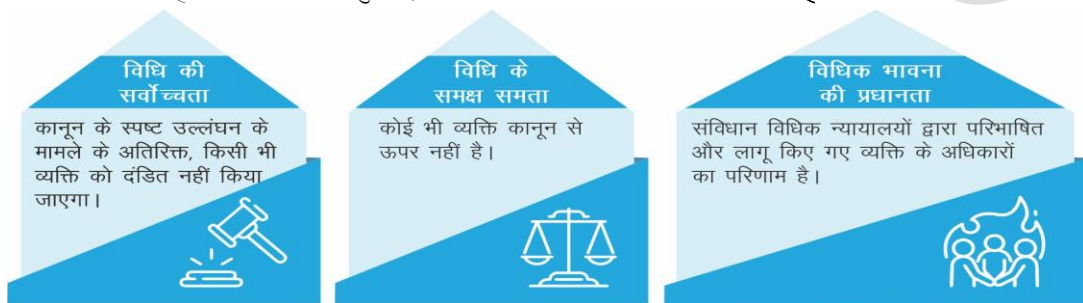 विधि की
सर्वोच्चता
कानून के स्पष्ट उल्लंघन के
मामले के अतिरिक्त, किसी भी
व्यक्ति को दंडित नहीं किया
जाएगा।
विधि के
समक्ष समता
कोई भी व्यक्ति कानून से
ऊपर नहीं है।
विधिक भावना
की प्रधानता
संविधान विधिक न्यायालयों द्वारा परिभाषित
और लागू किए गए व्यक्ति के अधिकारों
का परिणाम है।